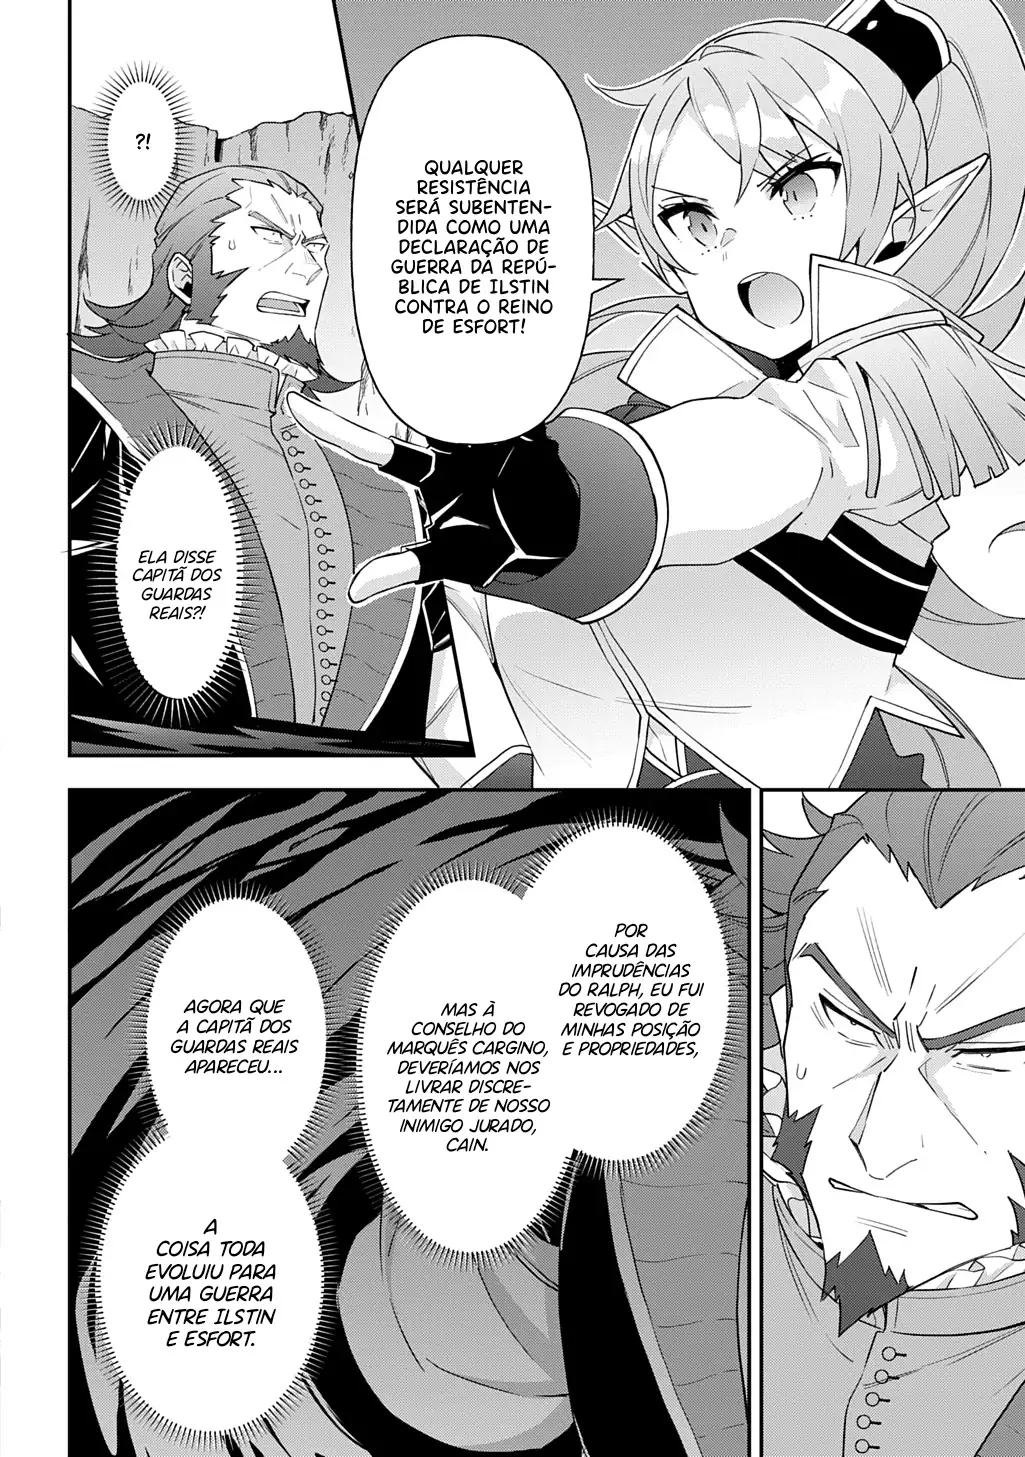 QUALQUER
RESISTÊNCIA
SERÁ SUBENTEN-
DIDA COMO UMA
DECLARAÇÃO DE
GUERRA DA REPÚ-
BLICA DE ILSTIN
CONTRA O REINO
DE ESFORT!
?!
ELA DISSE
CAPITÃ DOS
GUARDAS
REAIS?!
POR
CAUSA DAS
IMPRUDÊNCIAS
DO RALPH, EU FUI
REVOGADO DE
MINHAS POSIÇÃO
E PROPRIEDADES,
MAS À
CONSELHO DO
MARQUÊS CARGINO,
DEVERÍAMOS NOS
LIVRAR DISCRE-
TAMENTE DE NOSSO
INIMIGO JURADO,
CAIN.
AGORA QUE
A CAPITÃ DOS
GUARDAS REAIS
APARECEU...
A
COISA TODA
EVOLUIU PARA
UMA GUERRA
ENTRE ILSTIN
E ESFORT.